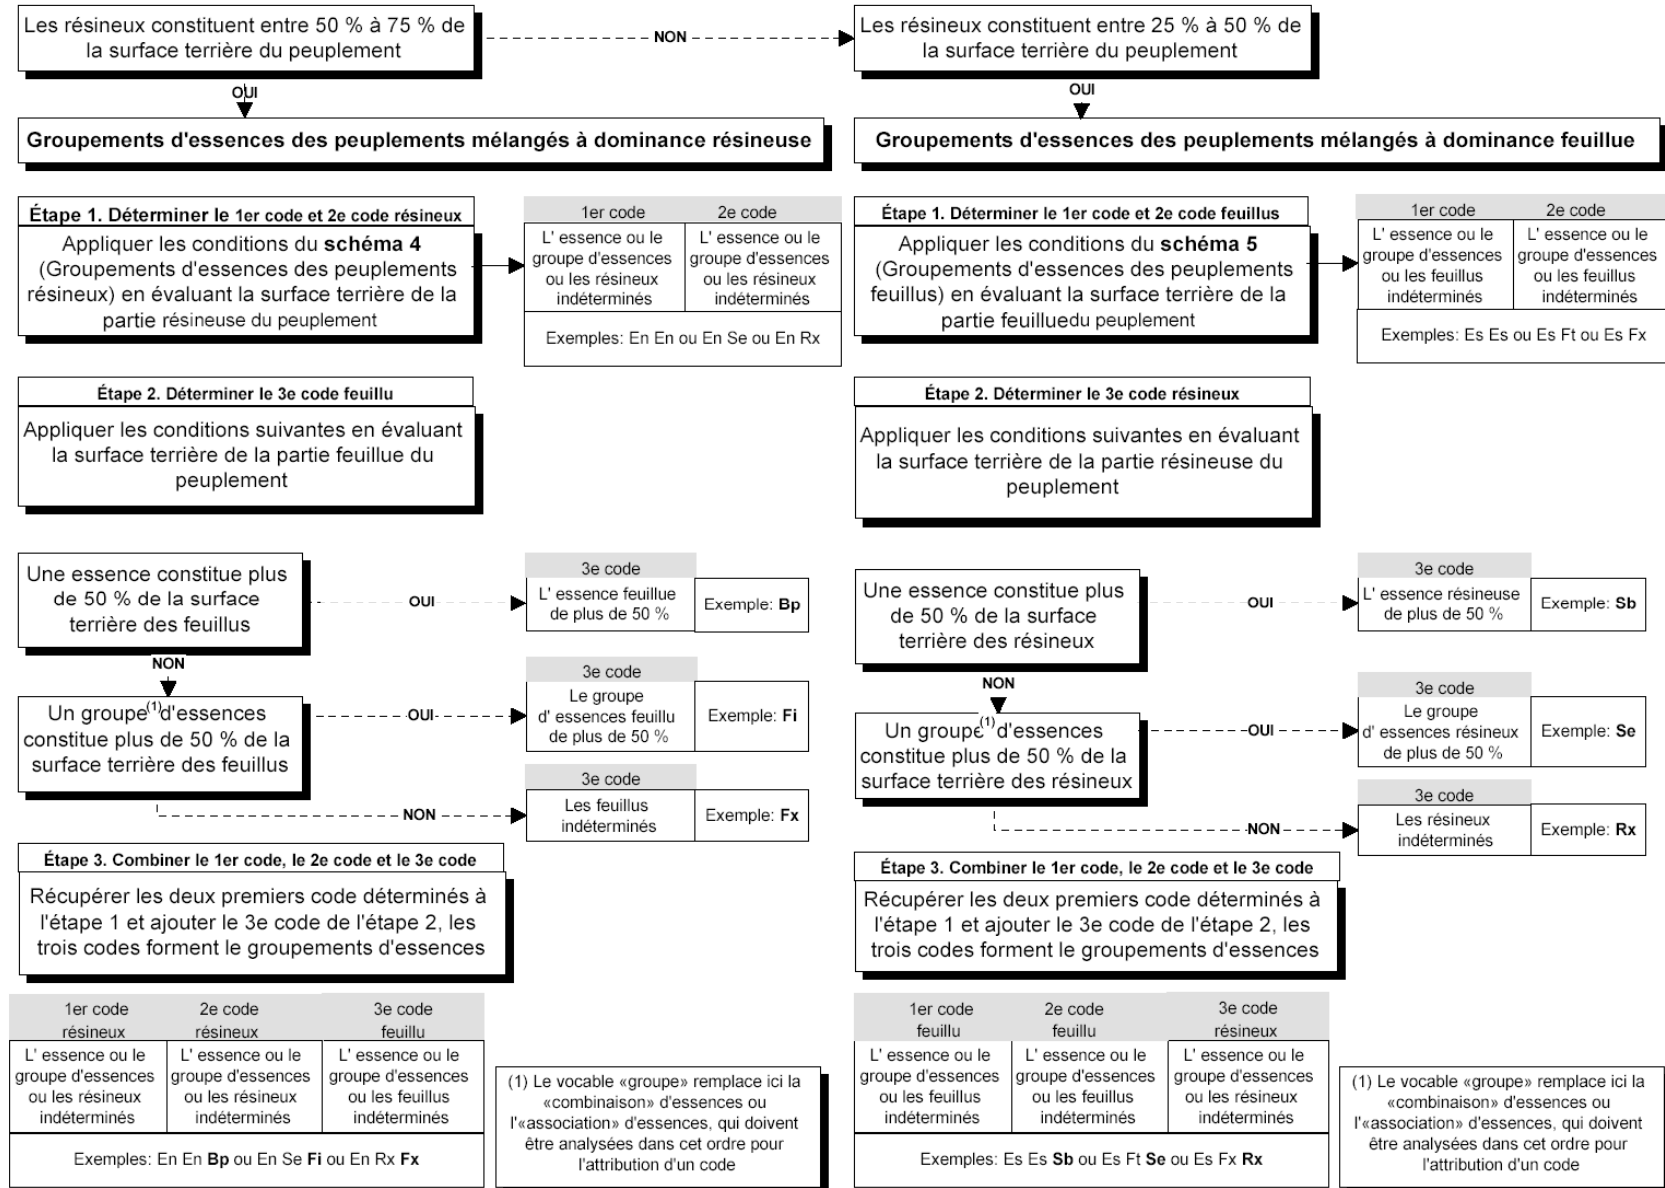 Les résineux constituent entre 50 % à 75 % de
la surface terrière du peuplement
NON
Les résineux constituent entre 25 % à 50 % de
la surface terrière du peuplement
OUI
OUI
Groupements d'essences des peuplements mélangés à dominance résineuse
Groupements d'essences des peuplements mélangés à dominance feuillue
Étape 1. Déterminer le 1er code et 2e code résineux
Appliquer les conditions du schéma 4
(Groupements d'essences des peuplements
résineux) en évaluant la surface terrière de la
partie résineuse du peuplement
1er code
2e code
L' essence ou le
groupe d'essences
ou les résineux
indéterminés
L' essence ou le
groupe d'essences
ou les résineux
indéterminés
Exemples: En En ou En Se ou En Rx
Étape 1. Déterminer le 1er code et 2e code feuillus
Appliquer les conditions du schéma 5
(Groupements d'essences des peuplements
feuillus) en évaluant la surface terrière de la
partie feuilluedu peuplement
1er code
2e code
L' essence ou le
groupe d'essences
ou les feuillus
indéterminés
L' essence ou le
groupe d'essences
ou les feuillus
indéterminés
Exemples: Es Es ou Es Ft ou Es Fx
Étape 2. Déterminer le 3e code feuillu
Appliquer les conditions suivantes en évaluant
la surface terrière de la partie feuillue du
peuplement
Étape 2. Déterminer le 3e code résineux
Appliquer les conditions suivantes en évaluant
la surface terrière de la partie résineuse du
peuplement
Une essence constitue plus
de 50 % de la surface
terrière des feuillus
OUI
3e code
L' essence feuillue
de plus de 50 %
Exemple: Bp
NON
Un groupe(1)d'essences
constitue plus de 50 % de la
surface terrière des feuillus
OUI
3e code
Le groupe
d' essences feuillu
de plus de 50 %
Exemple: Fi
NON
3e code
Les feuillus
indéterminés
Exemple: Fx
Une essence constitue plus
de 50 % de la surface
terrière des résineux
OUI
3e code
L' essence résineuse
de plus de 50 %
Exemple: Sb
NON
Un groupe(1)d'essences
constitue plus de 50 % de la
surface terrière des résineux
OUI
3e code
Le groupe
d' essences résineux
de plus de 50 %
Exemple: Se
NON
3e code
Les résineux
indéterminés
Exemple: Rx
Étape 3. Combiner le 1er code, le 2e code et le 3e code
Récupérer les deux premiers code déterminés à
l'étape 1 et ajouter le 3e code de l'étape 2, les
trois codes forment le groupements d'essences
Étape 3. Combiner le 1er code, le 2e code et le 3e code
Récupérer les deux premiers code déterminés à
l'étape 1 et ajouter le 3e code de l'étape 2, les
trois codes forment le groupements d'essences
1er code
résineux
2e code
résineux
3e code
feuillu
L' essence ou le
groupe d'essences
ou les résineux
indéterminés
L' essence ou le
groupe d'essences
ou les résineux
indéterminés
L' essence ou le
groupe d'essences
ou les feuillus
indéterminés
Exemples: En En Bp ou En Se Fi ou En Rx Fx
(1) Le vocable «groupe» remplace ici la
«combinaison» d'essences ou
l'«association» d'essences, qui doivent
être analysées dans cet ordre pour
l'attribution d'un code
1er code
feuillu
2e code
feuillu
3e code
résineux
L' essence ou le
groupe d'essences
ou les feuillus
indéterminés
L' essence ou le
groupe d'essences
ou les feuillus
indéterminés
L' essence ou le
groupe d'essences
ou les résineux
indéterminés
Exemples: Es Es Sb ou Es Ft Se ou Es Fx Rx
(1) Le vocable «groupe» remplace ici la
«combinaison» d'essences ou
l'«association» d'essences, qui doivent
être analysées dans cet ordre pour
l'attribution d'un code